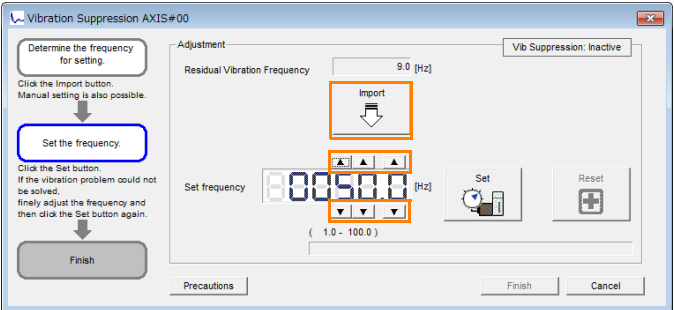 Vibration Suppression AXIS#00
Determine the frequency
for setting.
Click the Import button.
Manual setting is also possible.
Set the frequency.
Click the Set button.
If the vibration problem could not
be solved,
finely adjust the frequency and
then click the Set button again.
Finish
Adjustment
Vib Suppression: Inactive
Residual Vibration Frequency
9.0 [Hz]
Import
Set frequency
0050.0 [Hz]
( 1.0 - 100.0 )
Set
Reset
Precautions
Finish
Cancel